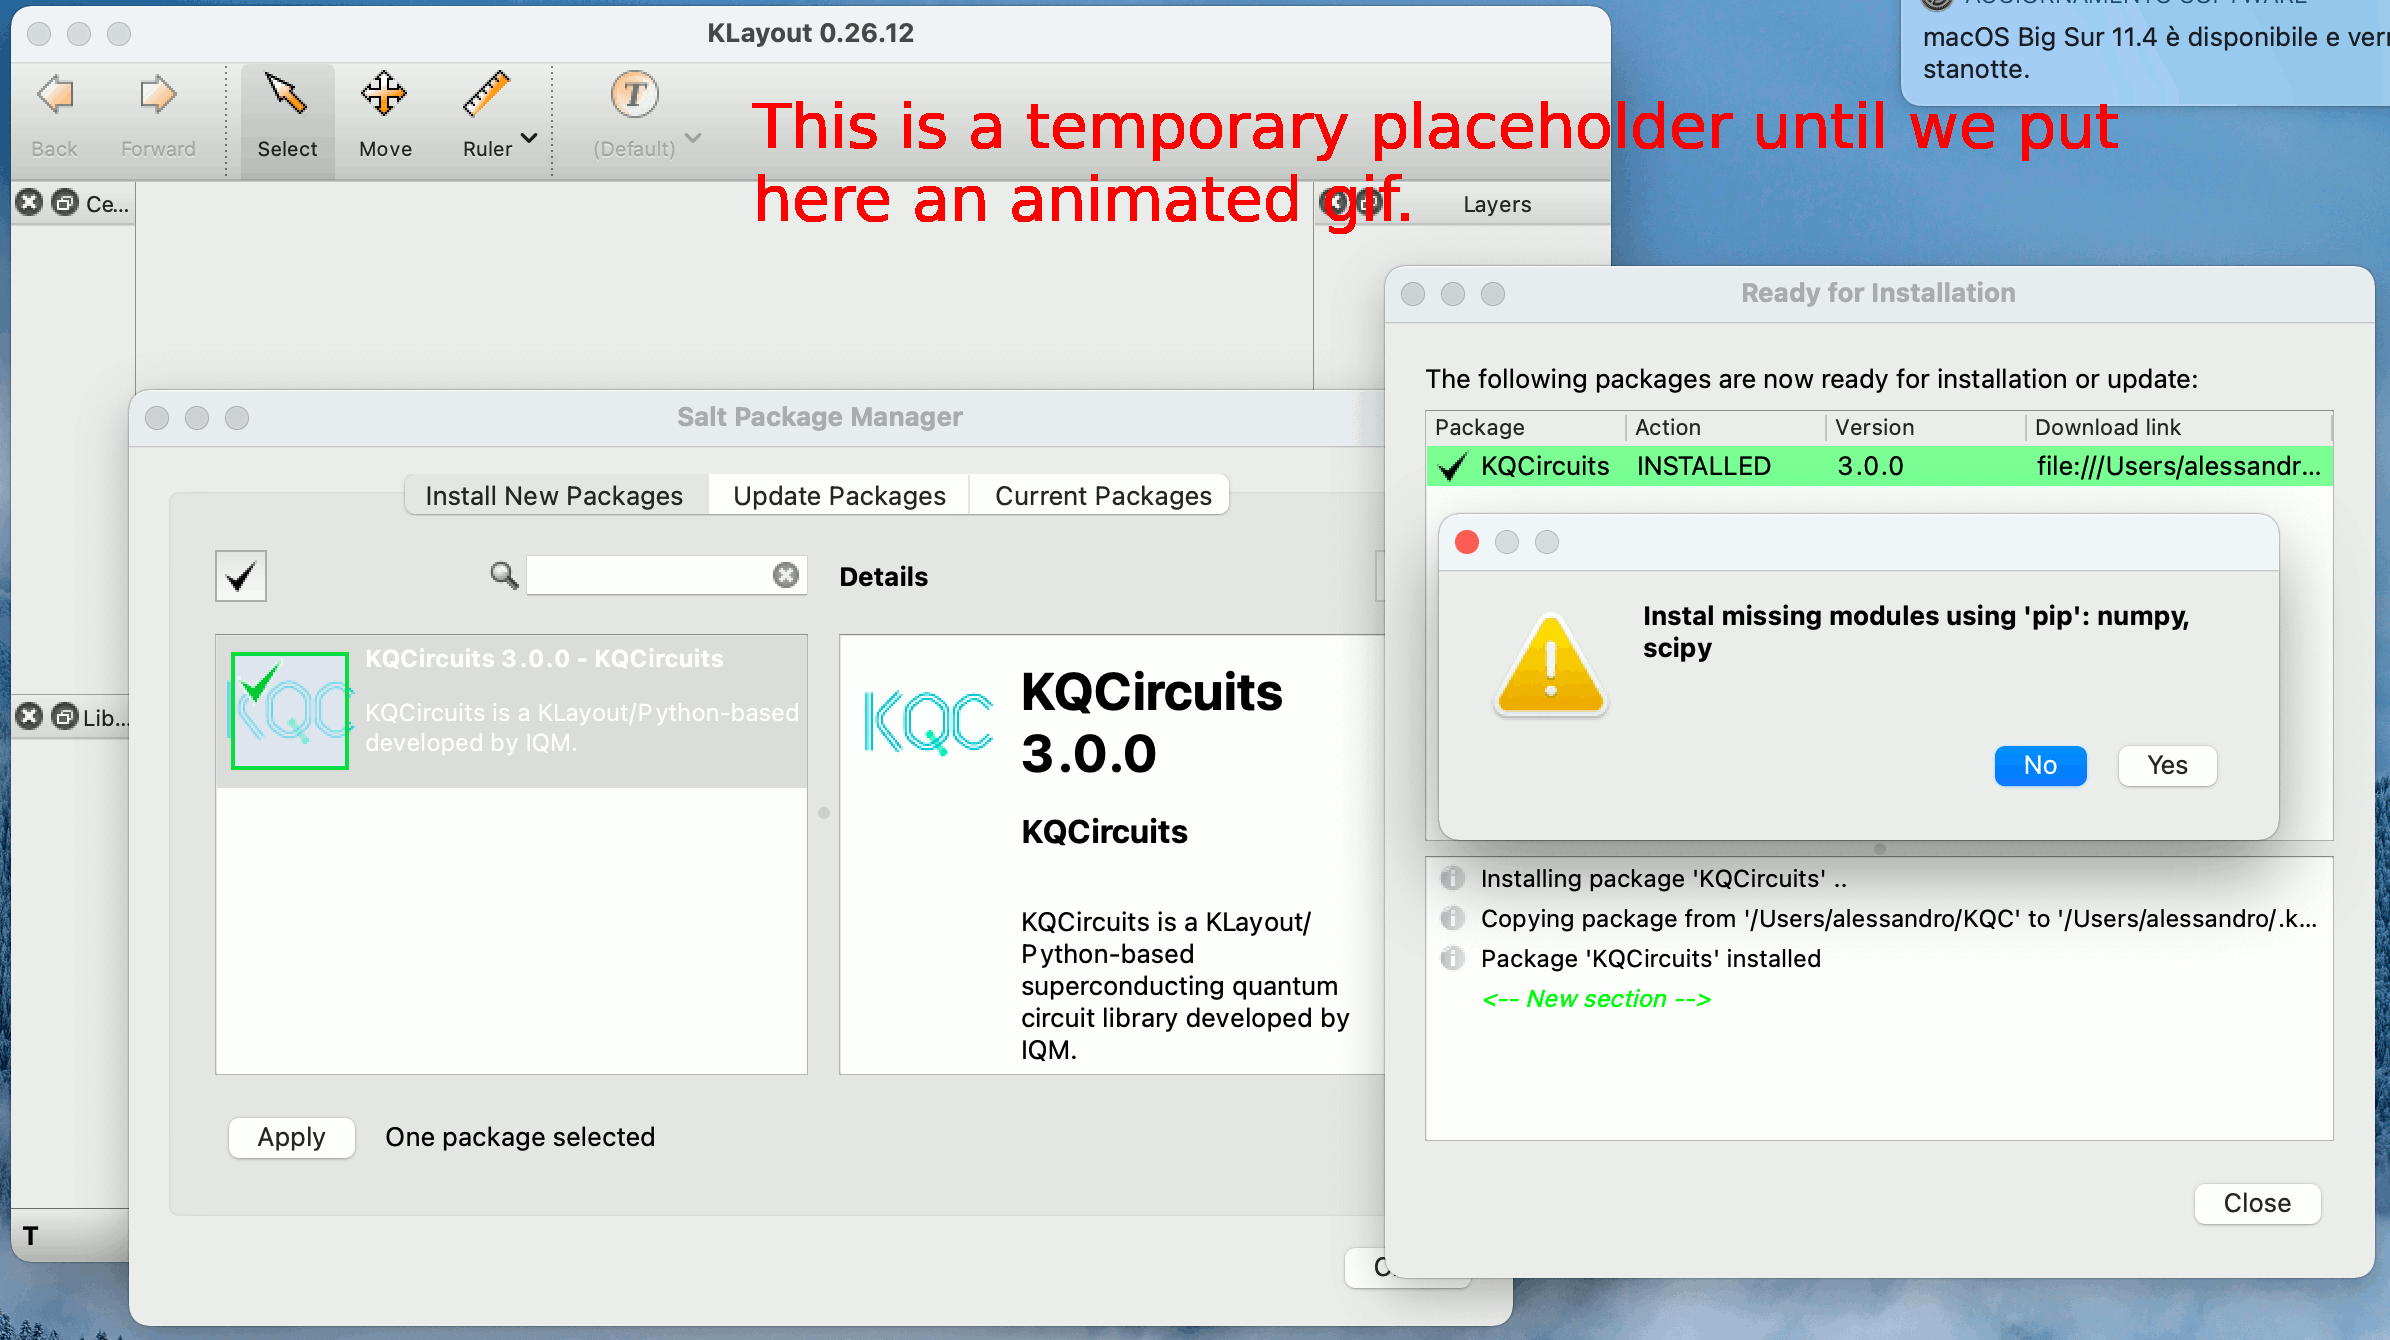 KLayout 0.26.12
macOS Big Sur 11.4 è disponibile e
stanotte.
Back
Forward
Select
Move
Ruler
T
(Default)
This is a temporary placeholder until we put
here an animated gif.
Ce...
Layers
Ready for Installation
The following packages are now ready for installation or update:
Package Action Version Download link
KQCircuits INSTALLED 3.0.0 file:///Users/alessandr...
Salt Package Manager
Install New Packages
Update Packages
Current Packages
Details
Instal missing modules using 'pip': numpy,
scipy
No
Yes
KQC
KQCircuits 3.0.0 - KQCircuits
KQCircuits is a KLayout/Python-based
developed by IQM.
KQC
KQCircuits
3.0.0
KQCircuits
KQCircuits is a KLayout/
Python-based
superconducting quantum
circuit library developed by
IQM.
Lib...
Installing package 'KQCircuits' ..
Copying package from '/Users/alessandro/KQC' to '/Users/alessandro/.k...
Package 'KQCircuits' installed
<-- New section -->
Apply
One package selected
Close
T